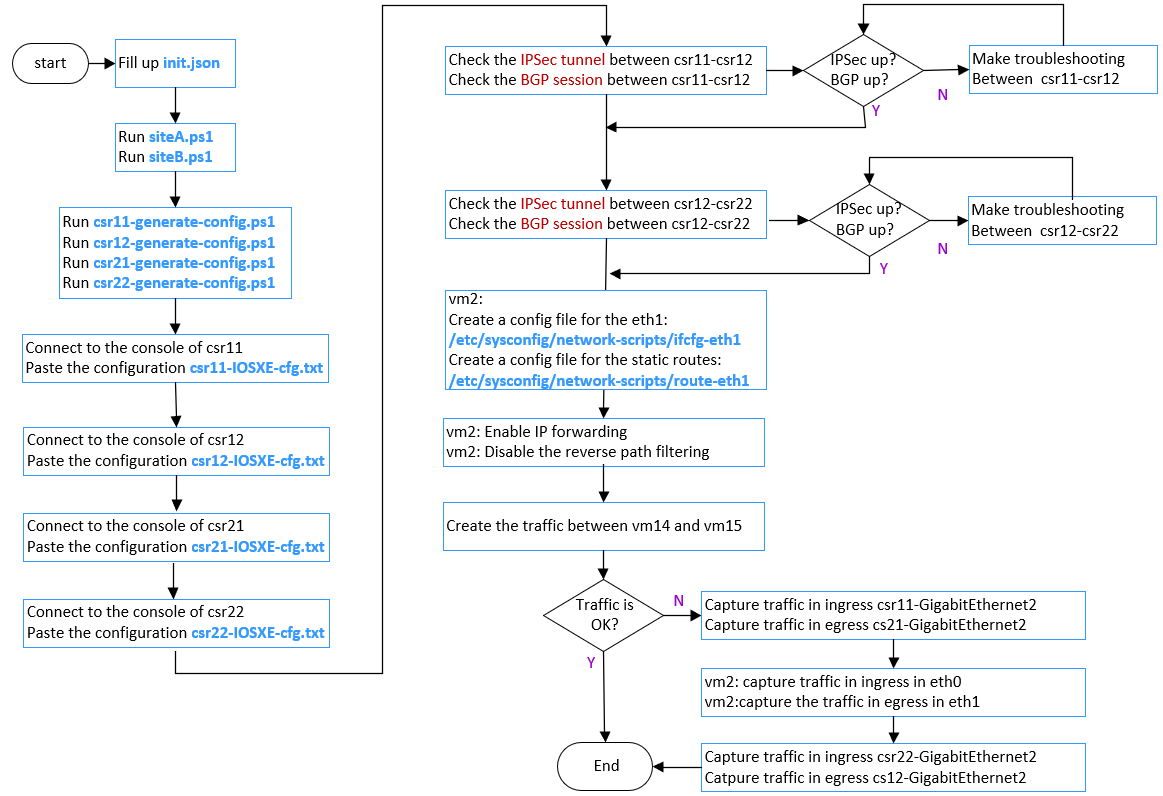 start
Fill up init.json
Run siteA.ps1
Run siteB.ps1
Run csr11-generate-config.ps1
Run csr12-generate-config.ps1
Run csr21-generate-config.ps1
Run csr22-generate-config.ps1
Connect to the console of csr11
Paste the configuration csr11-IOSXE-cfg.txt
Connect to the console of csr12
Paste the configuration csr12-IOSXE-cfg.txt
Connect to the console of csr21
Paste the configuration csr21-IOSXE-cfg.txt
Connect to the console of csr22
Paste the configuration csr22-IOSXE-cfg.txt
Check the IPSec tunnel between csr11-csr12
Check the BGP session between csr11-csr12
IPSec up?
BGP up?
N
Y
Make troubleshooting
Between csr11-csr12
Check the IPSec tunnel between csr12-csr22
Check the BGP session between csr12-csr22
IPSec up?
BGP up?
N
Y
Make troubleshooting
Between csr12-csr22
vm2:
Create a config file for the eth1:
/etc/sysconfig/network-scripts/ifcfg-eth1
Create a config file for the static routes:
/etc/sysconfig/network-scripts/route-eth1
vm2: Enable IP forwarding
vm2: Disable the reverse path filtering
Create the traffic between vm14 and vm15
Traffic is
OK?
N
Y
Capture traffic in ingress csr11-GigabitEthernet2
Capture traffic in egress cs21-GigabitEthernet2
vm2: capture traffic in ingress in eth0
vm2:capture the traffic in egress in eth1
Capture traffic in ingress csr22-GigabitEthernet2
Catpure traffic in egress cs12-GigabitEthernet2
End